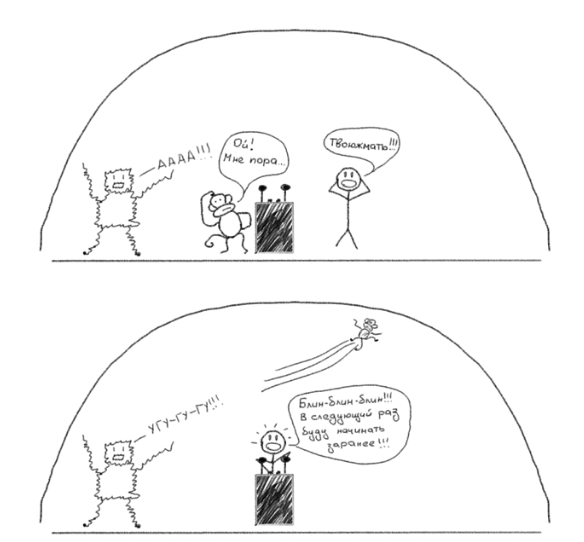 АААА!!!
Ой!
Мне пора...
Твоюжмать!!!
УГУ-ГУ-ГУ!!!
Блин-блин-блин!!!
В следующий раз
буду начинать
заранее!!!